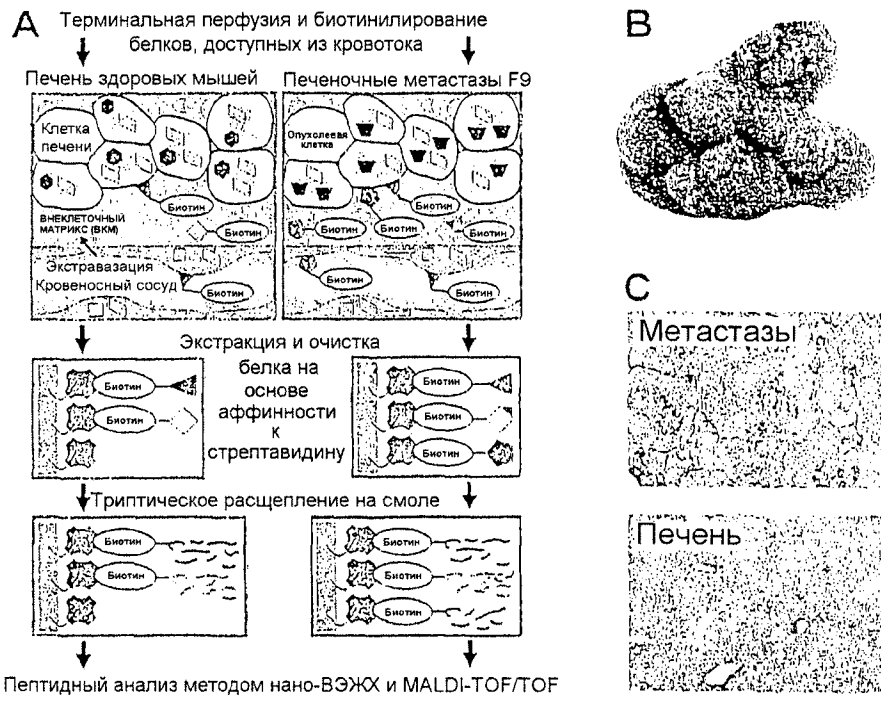 A
Терминальная перфузия и биотинилирование
белков, доступных из кровотока
Печень здоровых мышей
Печеночные метастазы F9
Клетка
печени
ВНЕКЛЕТОЧНЫЙ
МАТРИКС (ВКМ)
Экстравазация
Кровеносный сосуд
Биотин
Биотин
Биотин
Опухолевая
клетка
Биотин
Биотин
Биотин
Биотин
Биотин
Экстракция и очистка
белка на
основе
аффинности
к
стрептавидину
Биотин
Биотин
Биотин
Биотин
Биотин
Триптическое расщепление на смоле
Биотин
Биотин
Биотин
Биотин
Биотин
Пептидный анализ методом нано-ВЭЖХ и MALDI-TOF/TOF
B
C
Метастазы
Печень